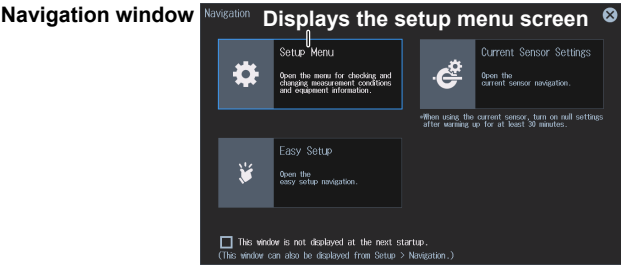 Navigation window
Navigation
Displays the setup menu screen
Setup Menu
Open the menu for checking and
changing measurement conditions
and equipment information.
Current Sensor Settings
Open the
current sensor navigation.
*When using the current sensor, turn on null settings
after warming up for at least 30 minutes.
Easy Setup
Open the
easy setup navigation.
This window is not displayed at the next startup.
(This window can also be displayed from Setup > Navigation.)